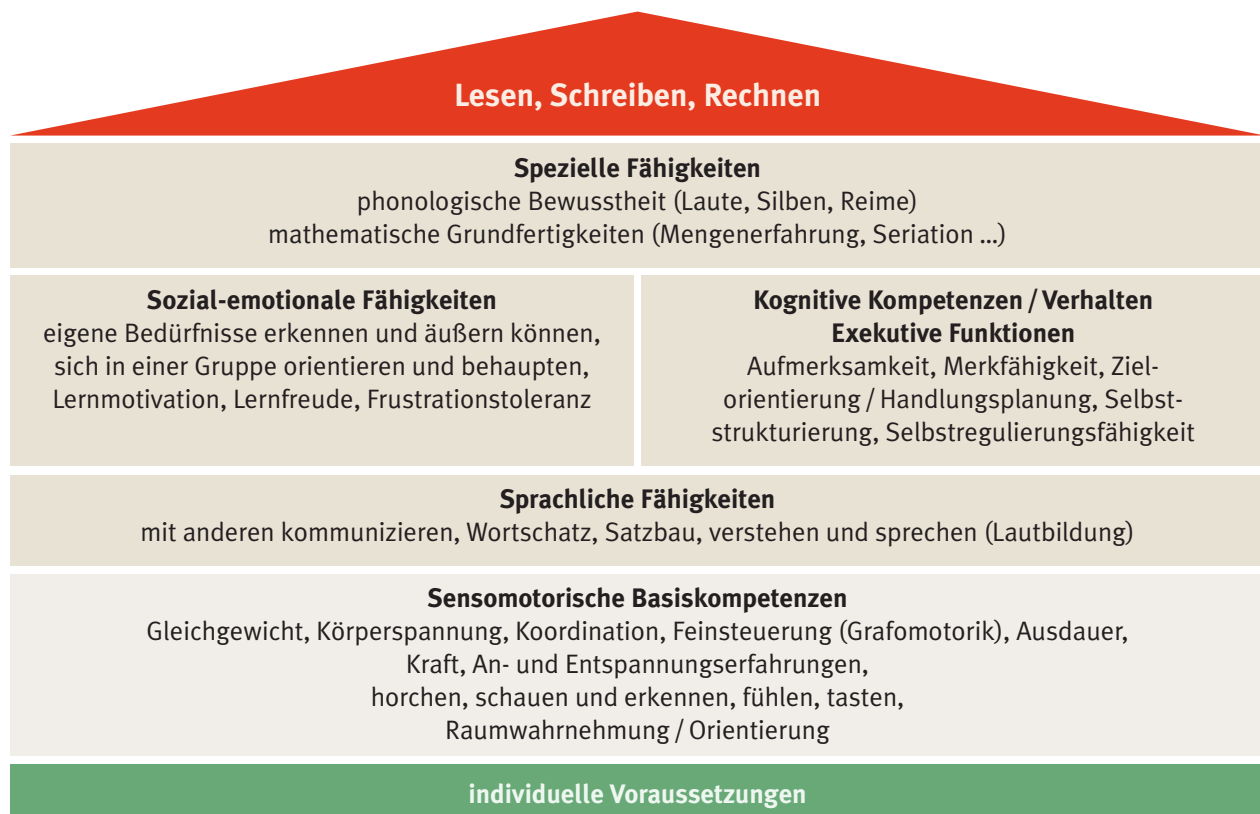 Lesen, Schreiben, Rechnen
Spezielle Fähigkeiten
phonologische Bewusstheit (Laute, Silben, Reime)
mathematische Grundfertigkeiten (Mengenerfahrung, Seriation ...)
Sozial-emotionale Fähigkeiten
eigene Bedürfnisse erkennen und äußern können,
sich in einer Gruppe orientieren und behaupten,
Lernmotivation, Lernfreude, Frustrationstoleranz
Kognitive Kompetenzen / Verhalten
Exekutive Funktionen
Aufmerksamkeit, Merkfähigkeit, Ziel-
orientierung / Handlungsplanung, Selbst-
strukturierung, Selbstregulierungsfähigkeit
Sprachliche Fähigkeiten
mit anderen kommunizieren, Wortschatz, Satzbau, verstehen und sprechen (Lautbildung)
Sensomotorische Basiskompetenzen
Gleichgewicht, Körperspannung, Koordination, Feinsteuerung (Grafomotorik), Ausdauer,
Kraft, An- und Entspannungserfahrungen,
horchen, schauen und erkennen, fühlen, tasten,
Raumwahrnehmung / Orientierung
individuelle Voraussetzungen